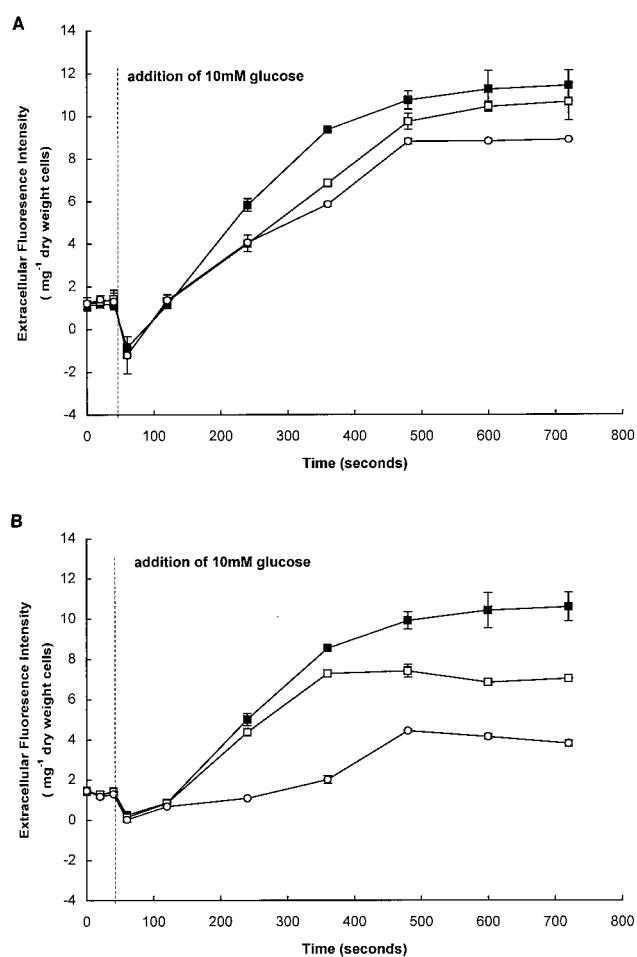 A
14
12
10
8
6
4
2
0
-2
-4
Extracellular Fluoresence Intensity
( mg-1 dry weight cells)
addition of 10mM glucose
0 100 200 300 400 500 600 700 800
Time (seconds)
B
14
12
10
8
6
4
2
0
-2
-4
Extracellular Fluoresence Intensity
( mg-1 dry weight cells)
addition of 10mM glucose
0 100 200 300 400 500 600 700 800
Time (seconds)